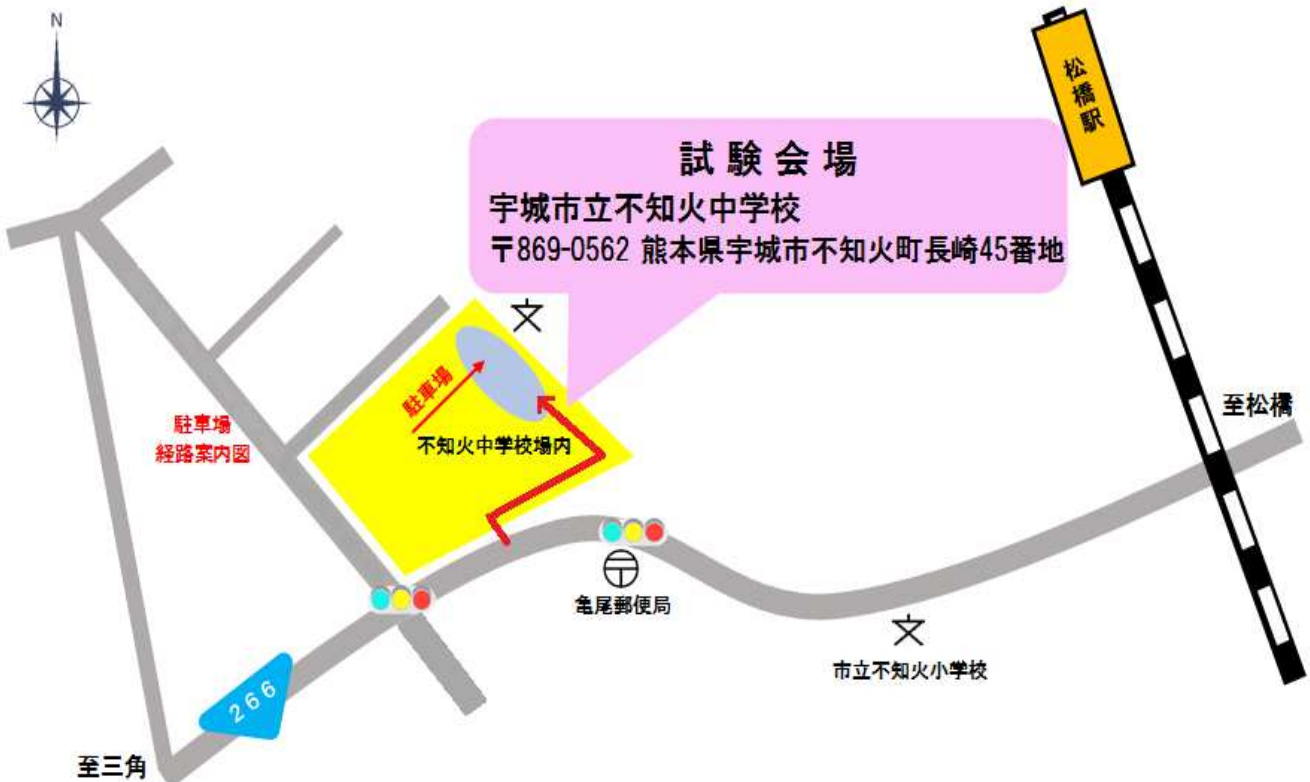 N
松橋駅
試験会場
宇城市立不知火中学校
〒869-0562 熊本県宇城市不知火町長崎45番地
文
駐車場
至松橋
駐車場
経路案内図
不知火中学校場内
亀尾郵便局
文
市立不知火小学校
266
至三角